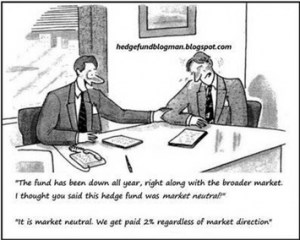 hedgefundblogman.blogspot.com
"The fund has been down all year, right along with the broader market.
I thought you said this hedge fund was market neutral!"
"It is market neutral. We get paid 2% regardless of market direction"